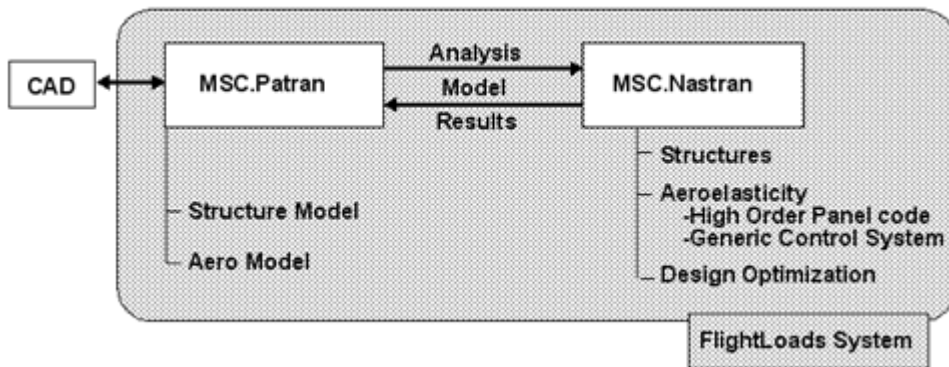 CAD
MSC.Patran
Analysis
Model
Results
MSC.Nastran
Structure Model
Aero Model
Structures
Aeroelasticity
-High Order Panel code
-Generic Control System
Design Optimization
FlightLoads System